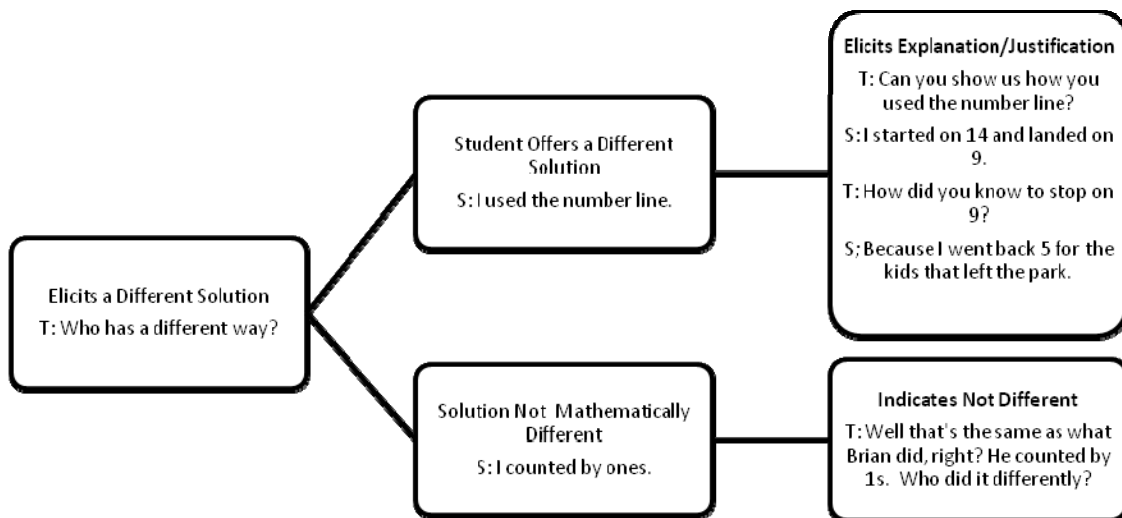 Elicits a Different Solution
T: Who has a different way?
Student Offers a Different
Solution
S: I used the number line.
Elicits Explanation/Justification
T: Can you show us how you
used the number line?
S: I started on 14 and landed on
9.
T: How did you know to stop on
9?
S; Because I went back 5 for the
kids that left the park.
Solution Not Mathematically
Different
S: I counted by ones.
Indicates Not Different
T: Well that's the same as what
Brian did, right? He counted by
1s. Who did it differently?